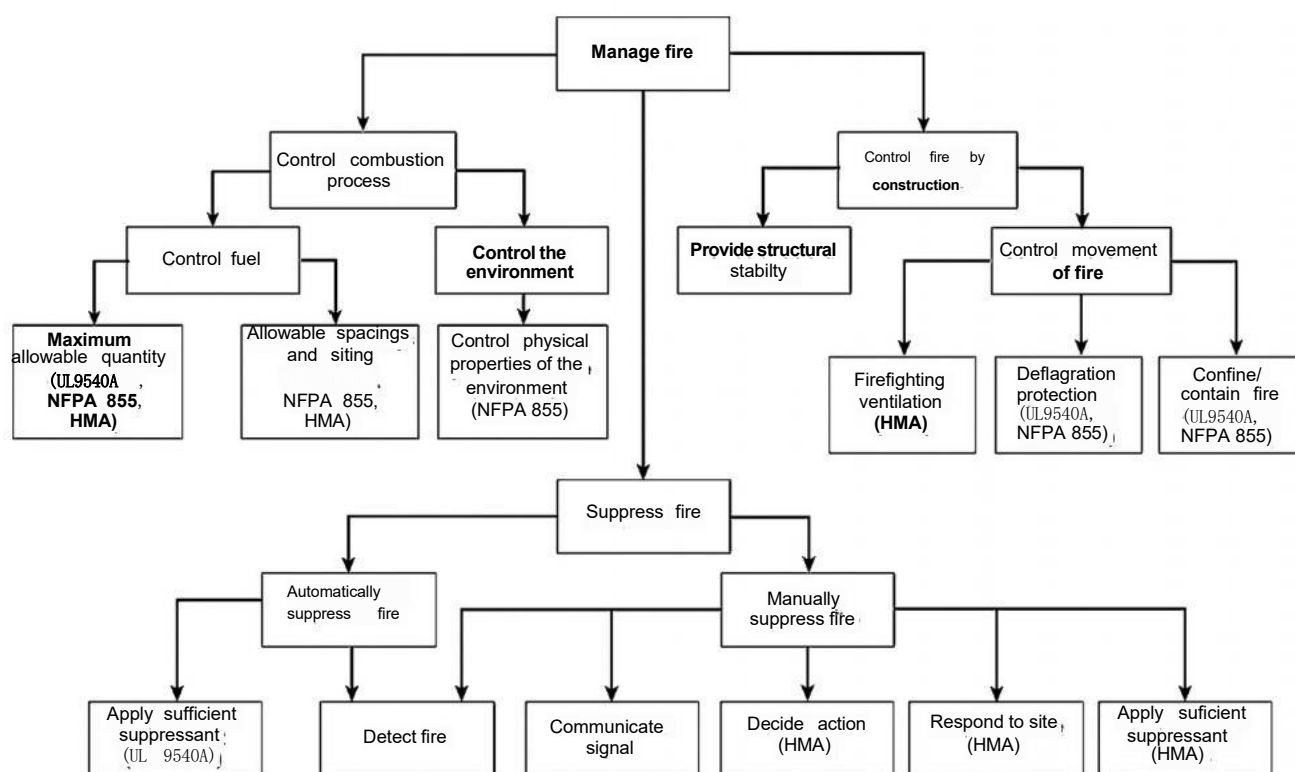 Manage fire
Control combustion
process
Control fire by
construction
Control fuel
Control the
environment
Provide structural
stabilty
Control movement
of fire
Maximum
allowable quantity
(UL9540A ,
NFPA 855,
HMA)
Allowable spacings
and siting
NFPA 855,
HMA)
Control physical
properties of the
environment
(NFPA 855)
Firefighting
ventilation
(HMA)
Deflagration
protection
(UL9540A,
NFPA 855)
Confine/
contain fire
(UL9540A,
NFPA 855)
Suppress fire
Automatically
suppress fire
Manually
suppress fire
Apply sufficient
suppressant
(UL 9540A)
Detect fire
Communicate
signal
Decide action
(HMA)
Respond to site
(HMA)
Apply suficient
suppressant
(HMA)